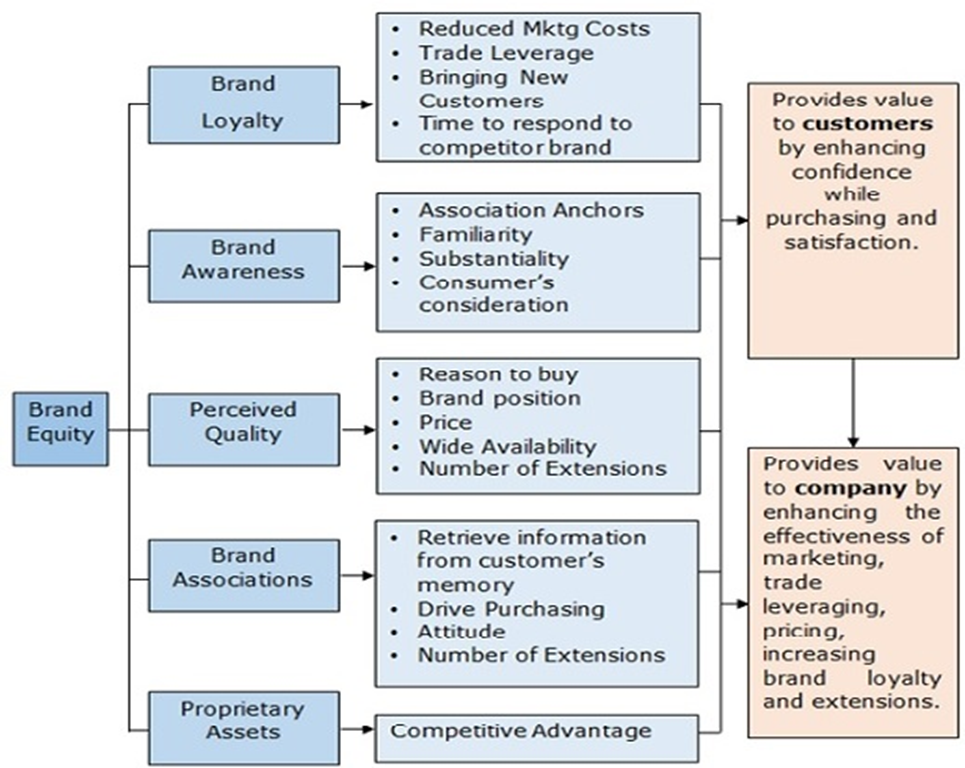 Brand
Equity
Brand
Loyalty
• Reduced Mktg Costs
• Trade Leverage
• Bringing New
Customers
• Time to respond to
competitor brand
Brand
Awareness
• Association Anchors
• Familiarity
• Substantiality
• Consumer’s
consideration
Perceived
Quality
• Reason to buy
• Brand position
• Price
• Wide Availability
• Number of Extensions
Brand
Associations
• Retrieve information
from customer’s
memory
• Drive Purchasing
• Attitude
• Number of Extensions
Proprietary
Assets
Competitive Advantage
Provides value
to customers
by enhancing
confidence
while
purchasing and
satisfaction.
Provides value
to company by
enhancing the
effectiveness of
marketing,
trade
leveraging,
pricing,
increasing
brand loyalty
and extensions.